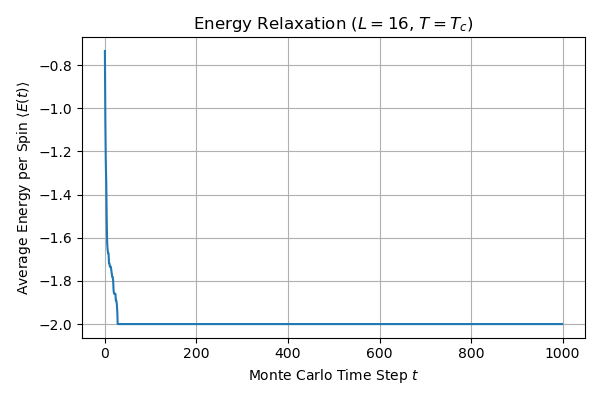 Energy Relaxation (L = 16, T = T_c)
Average Energy per Spin ⟨E(t)⟩
−0.8
−1.0
−1.2
−1.4
−1.6
−1.8
−2.0
0 200 400 600 800 1000
Monte Carlo Time Step t